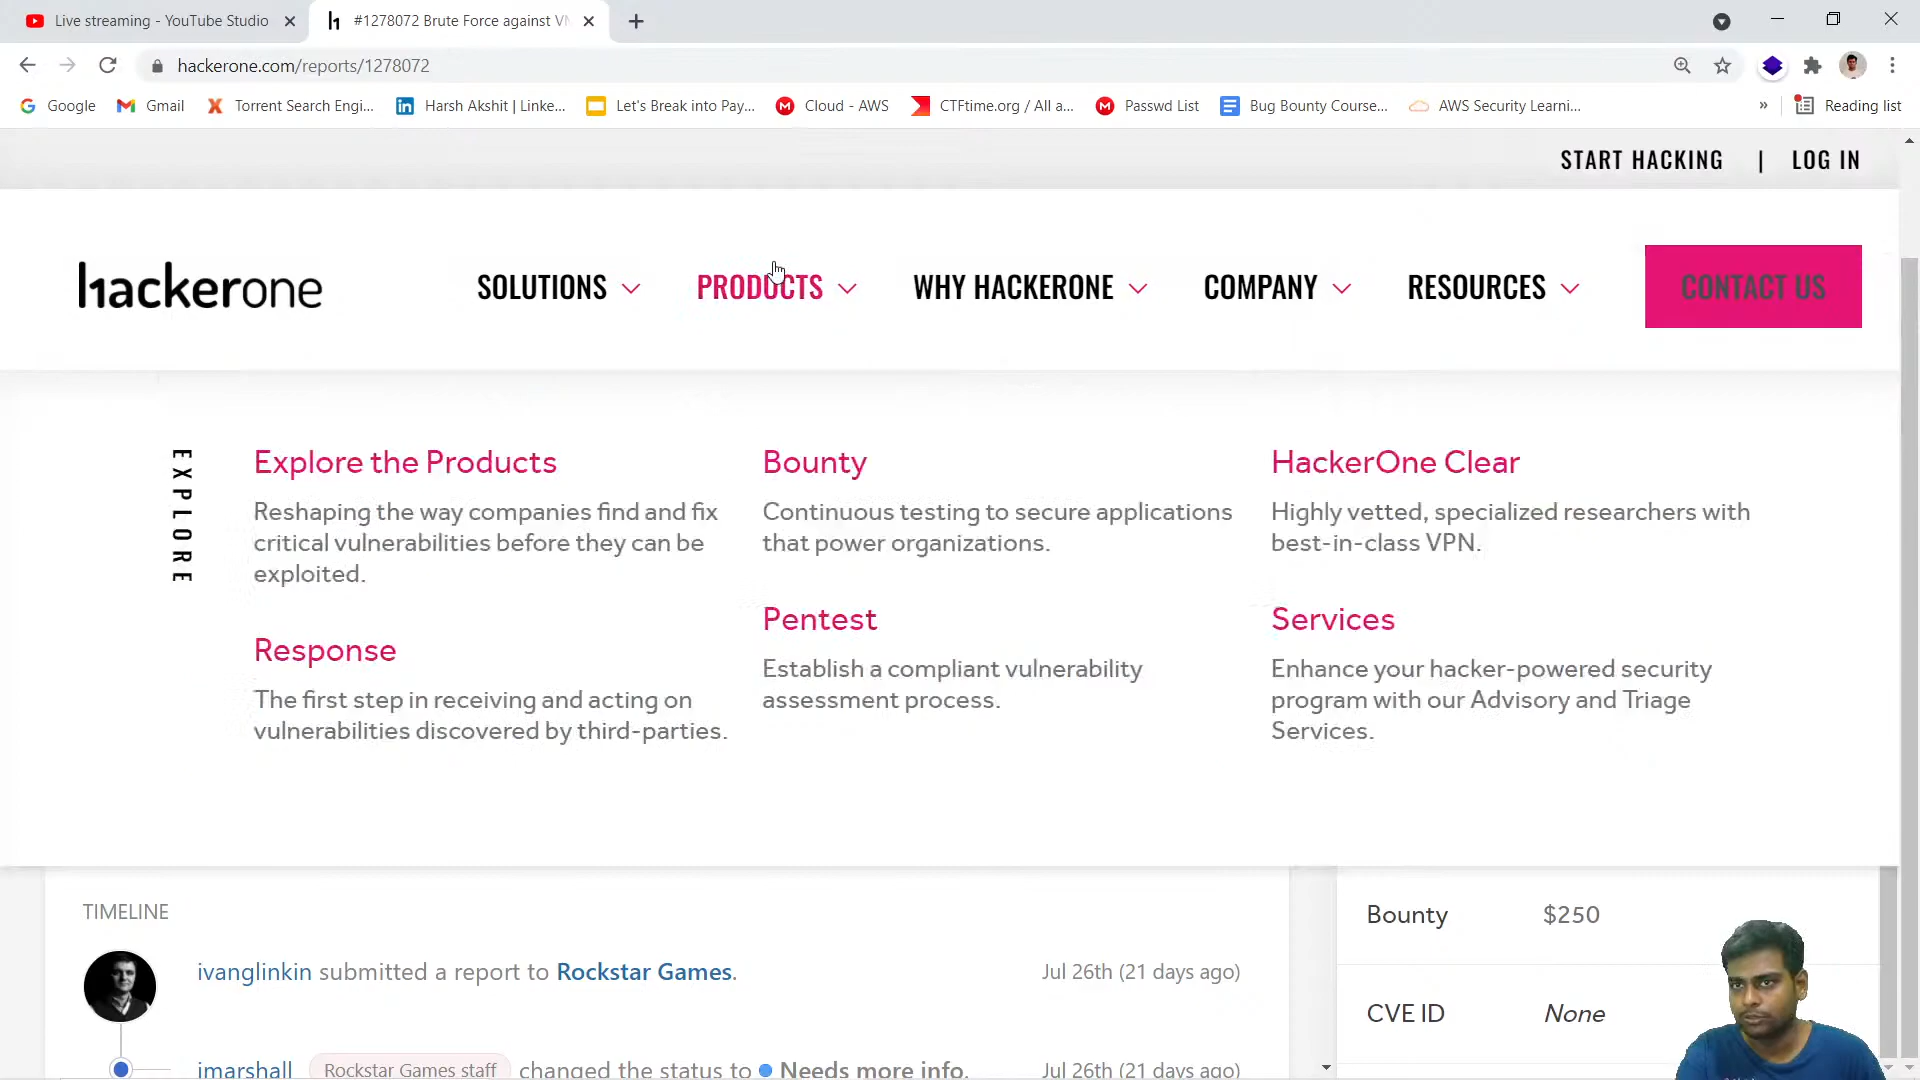 Live streaming - YouTube Studio
#1278072 Brute Force against VN
hackerone.com/reports/1278072
Google
Gmail
Torrent Search Engi...
Harsh Akshit | Linke...
Let's Break into Pay...
Cloud - AWS
CTFtime.org / All a...
Passwd List
Bug Bounty Course...
AWS Security Learni...
»
Reading list
START HACKING | LOG IN
hackerone
SOLUTIONS
PRODUCTS
WHY HACKERONE
COMPANY
RESOURCES
CONTACT US
EXPLORE
Explore the Products
Reshaping the way companies find and fix
critical vulnerabilities before they can be
exploited.
Response
The first step in receiving and acting on
vulnerabilities discovered by third-parties.
Bounty
Continuous testing to secure applications
that power organizations.
Pentest
Establish a compliant vulnerability
assessment process.
HackerOne Clear
Highly vetted, specialized researchers with
best-in-class VPN.
Services
Enhance your hacker-powered security
program with our Advisory and Triage
Services.
TIMELINE
ivanglinkin submitted a report to Rockstar Games.
Jul 26th (21 days ago)
imarshall Rockstar Games staff changed the status to Needs more info.
Jul 26th (21 days ago)
Bounty $250
CVE ID None